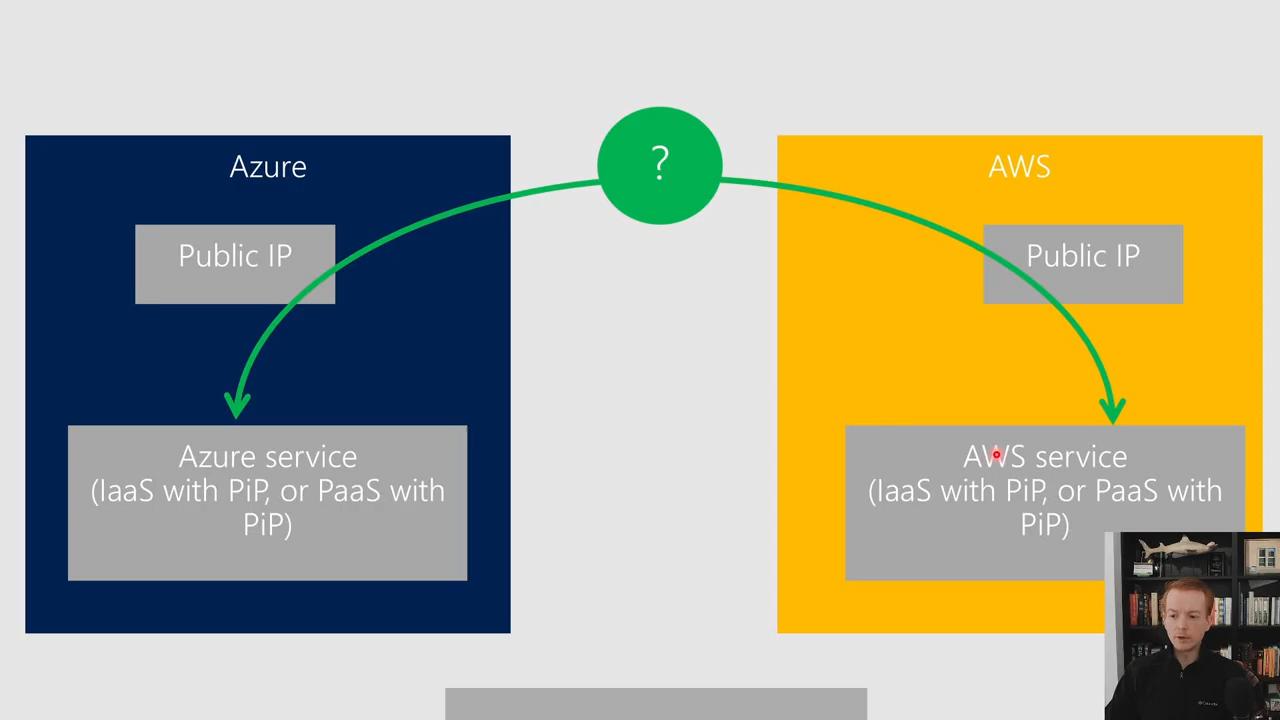 ?
Azure
AWS
Public IP
Public IP
Azure service
(IaaS with PiP, or PaaS with
PiP)
AWS service
(IaaS with PiP, or PaaS with
PiP)